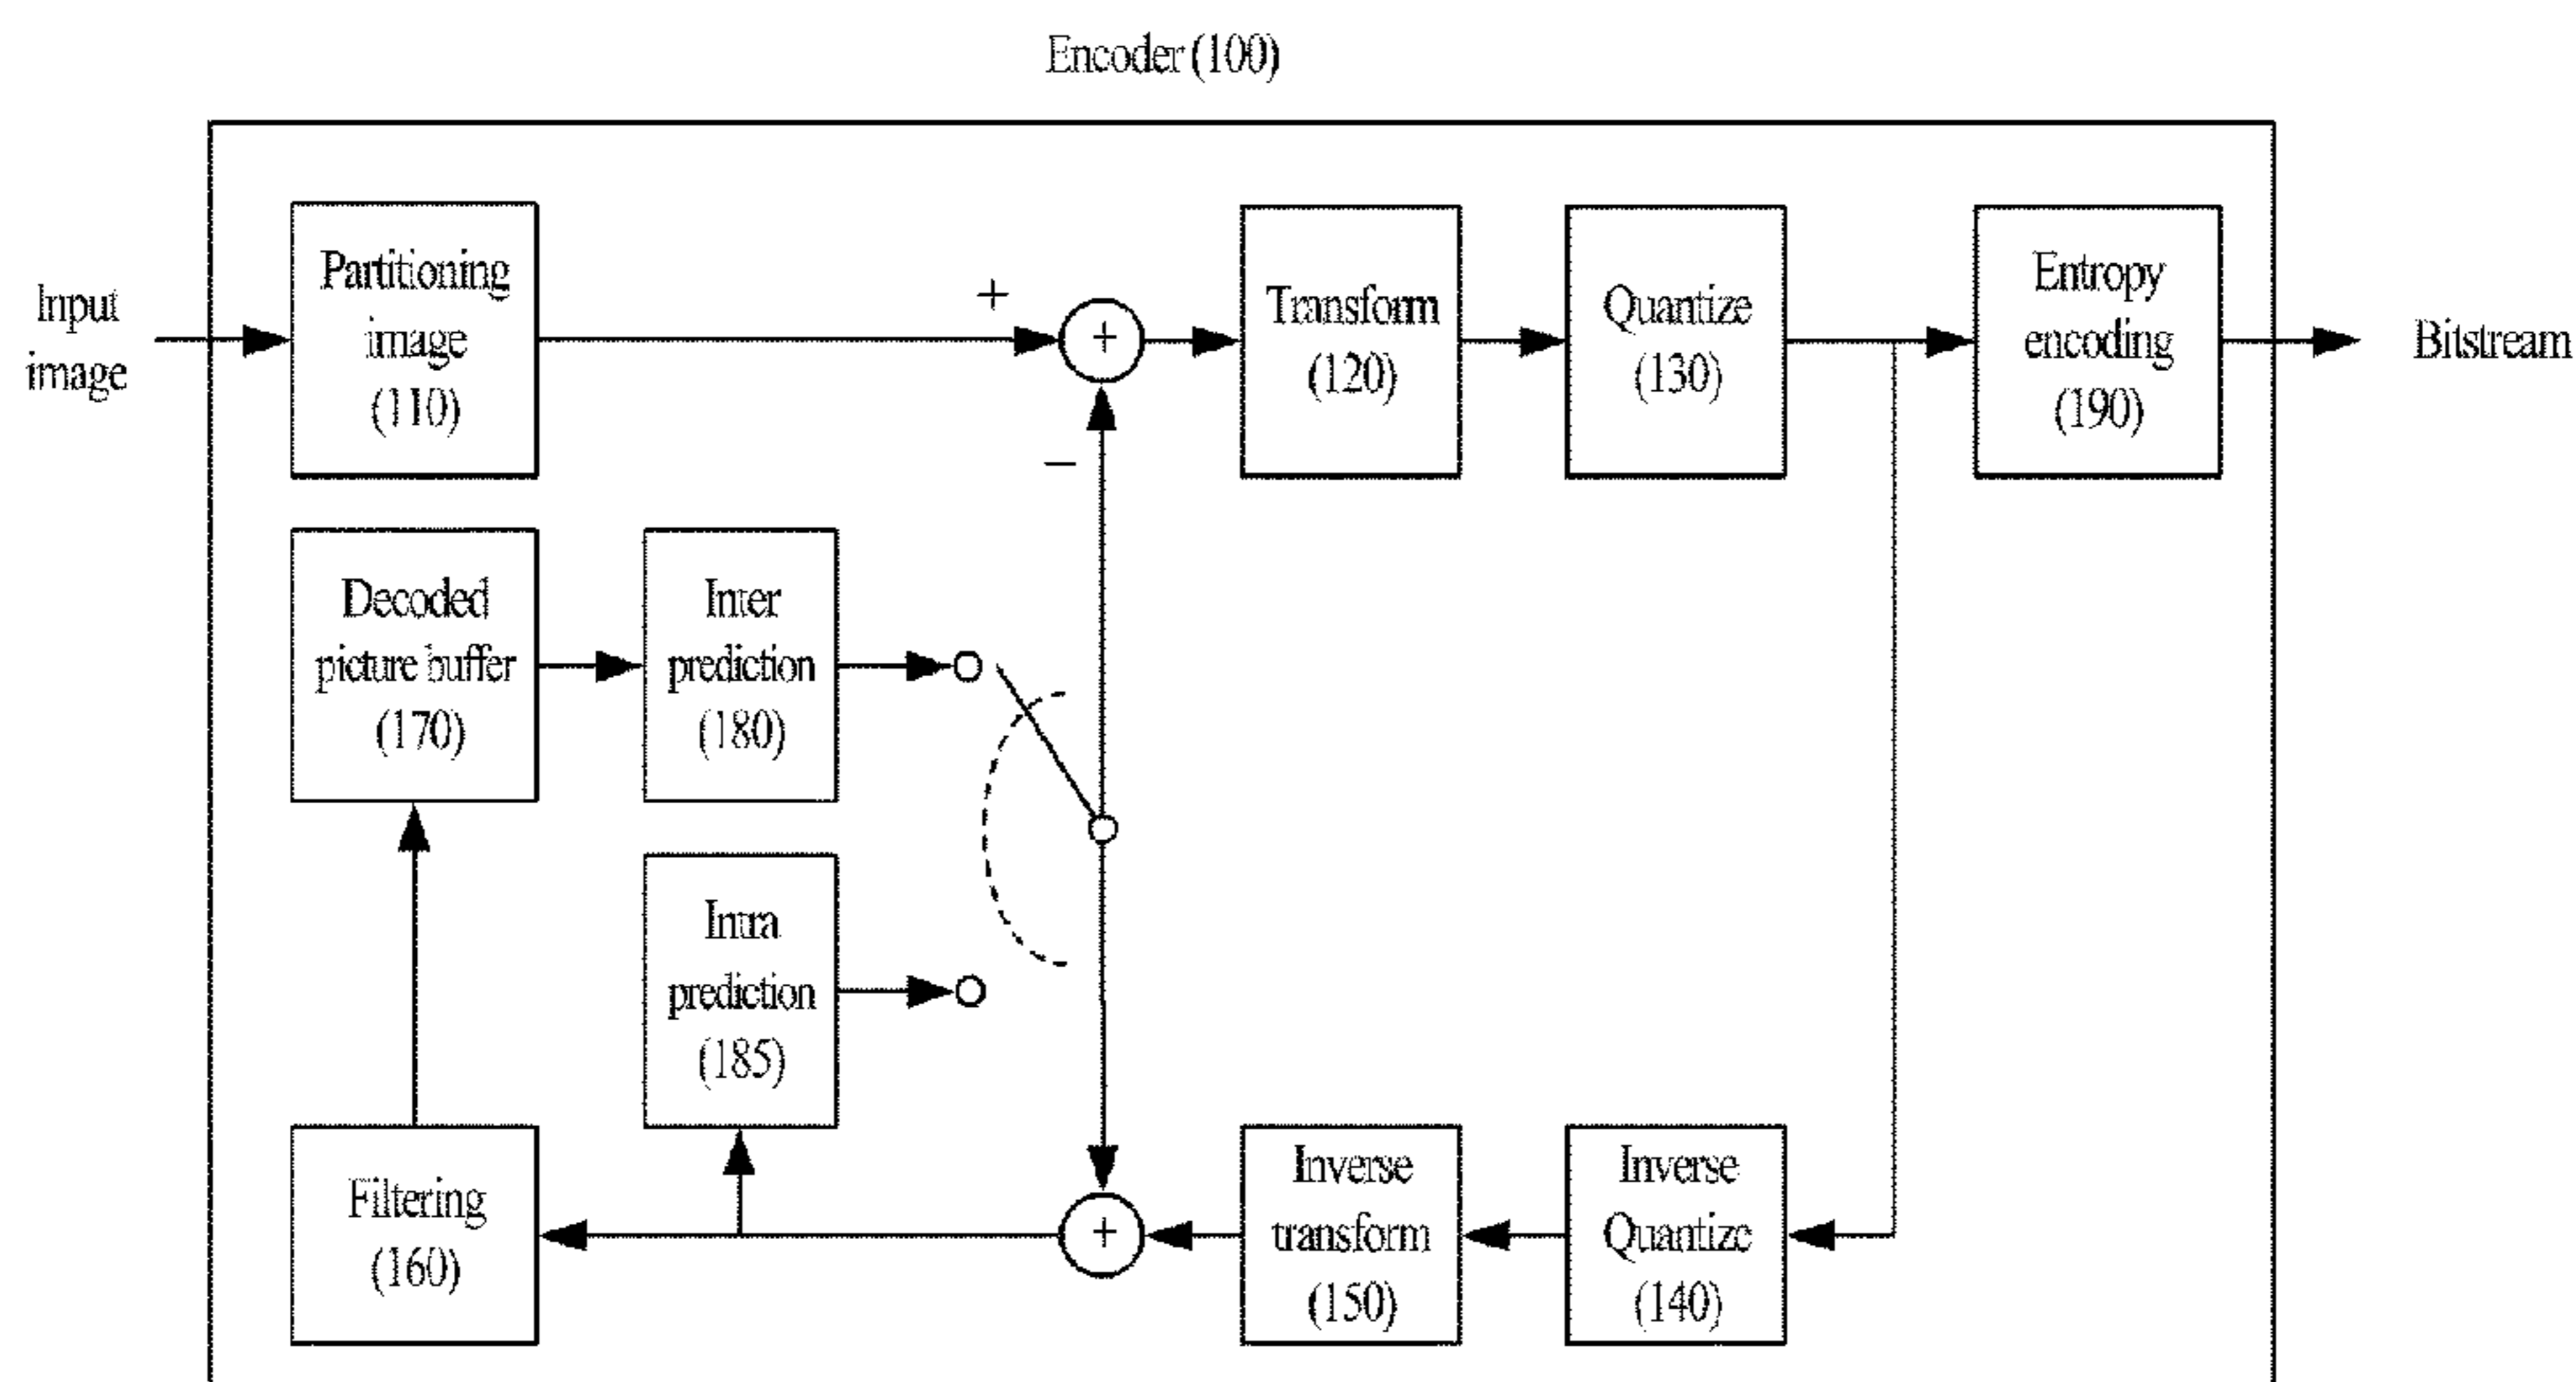 Encoder (100)
Input
image
Partitioning
image
(110)
+
+
−
Transform
(120)
Quantize
(130)
Entropy
encoding
(190)
Bitstream
Decoded
picture buffer
(170)
Inter
prediction
(180)
Intra
prediction
(185)
Filtering
(160)
+
Inverse
transform
(150)
Inverse
Quantize
(140)